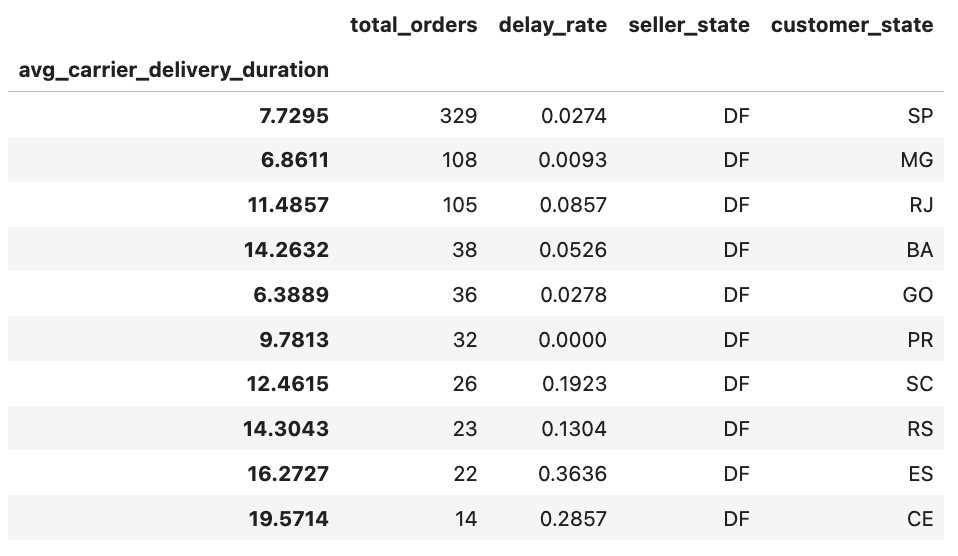 total_orders delay_rate seller_state customer_state
avg_carrier_delivery_duration
7.7295 329 0.0274 DF SP
6.8611 108 0.0093 DF MG
11.4857 105 0.0857 DF RJ
14.2632 38 0.0526 DF BA
6.3889 36 0.0278 DF GO
9.7813 32 0.0000 DF PR
12.4615 26 0.1923 DF SC
14.3043 23 0.1304 DF RS
16.2727 22 0.3636 DF ES
19.5714 14 0.2857 DF CE